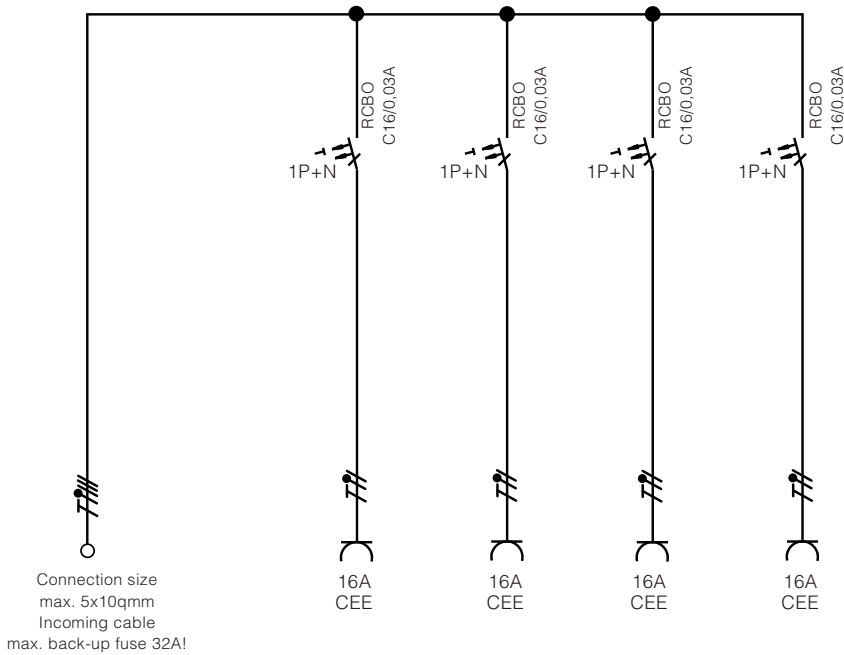 RCBO
C16/0,03A
1P+N
RCBO
C16/0,03A
1P+N
RCBO
C16/0,03A
1P+N
RCBO
C16/0,03A
1P+N
Connection size
max. 5x10qmm
Incoming cable
max. back-up fuse 32A!
16A
CEE
16A
CEE
16A
CEE
16A
CEE